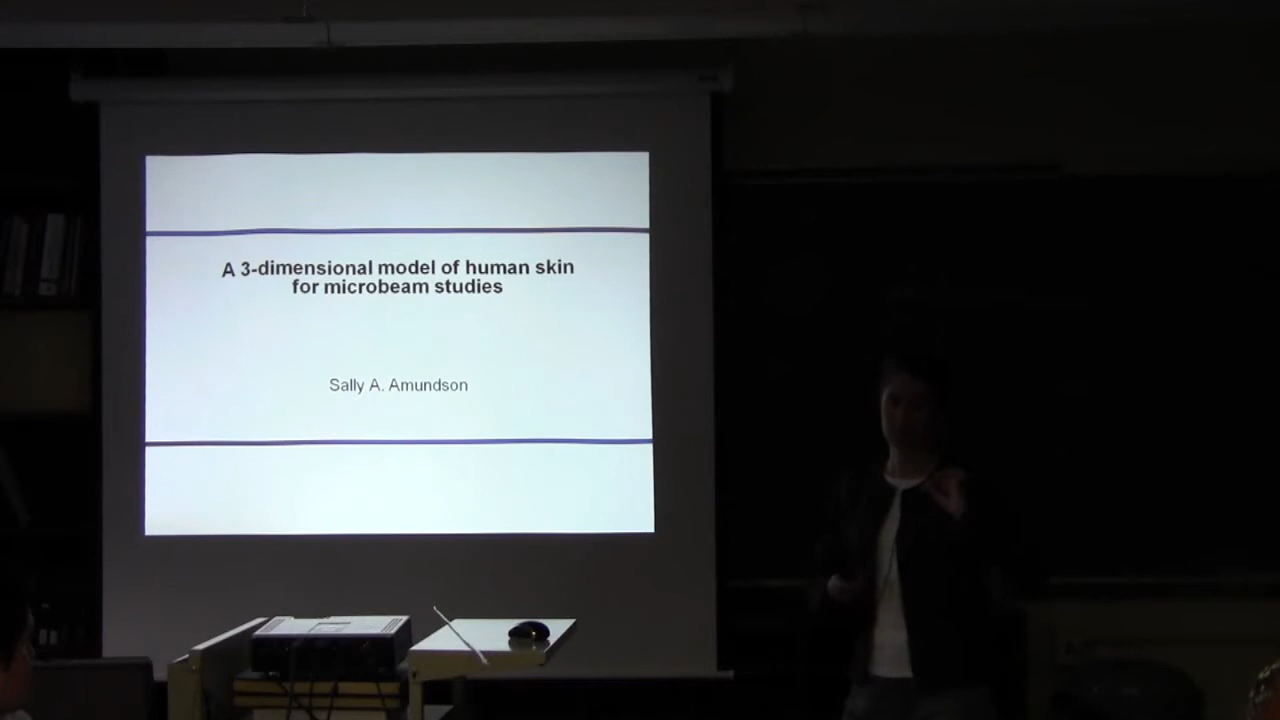 A 3-dimensional model of human skin
for microbeam studies
Sally A. Amundson